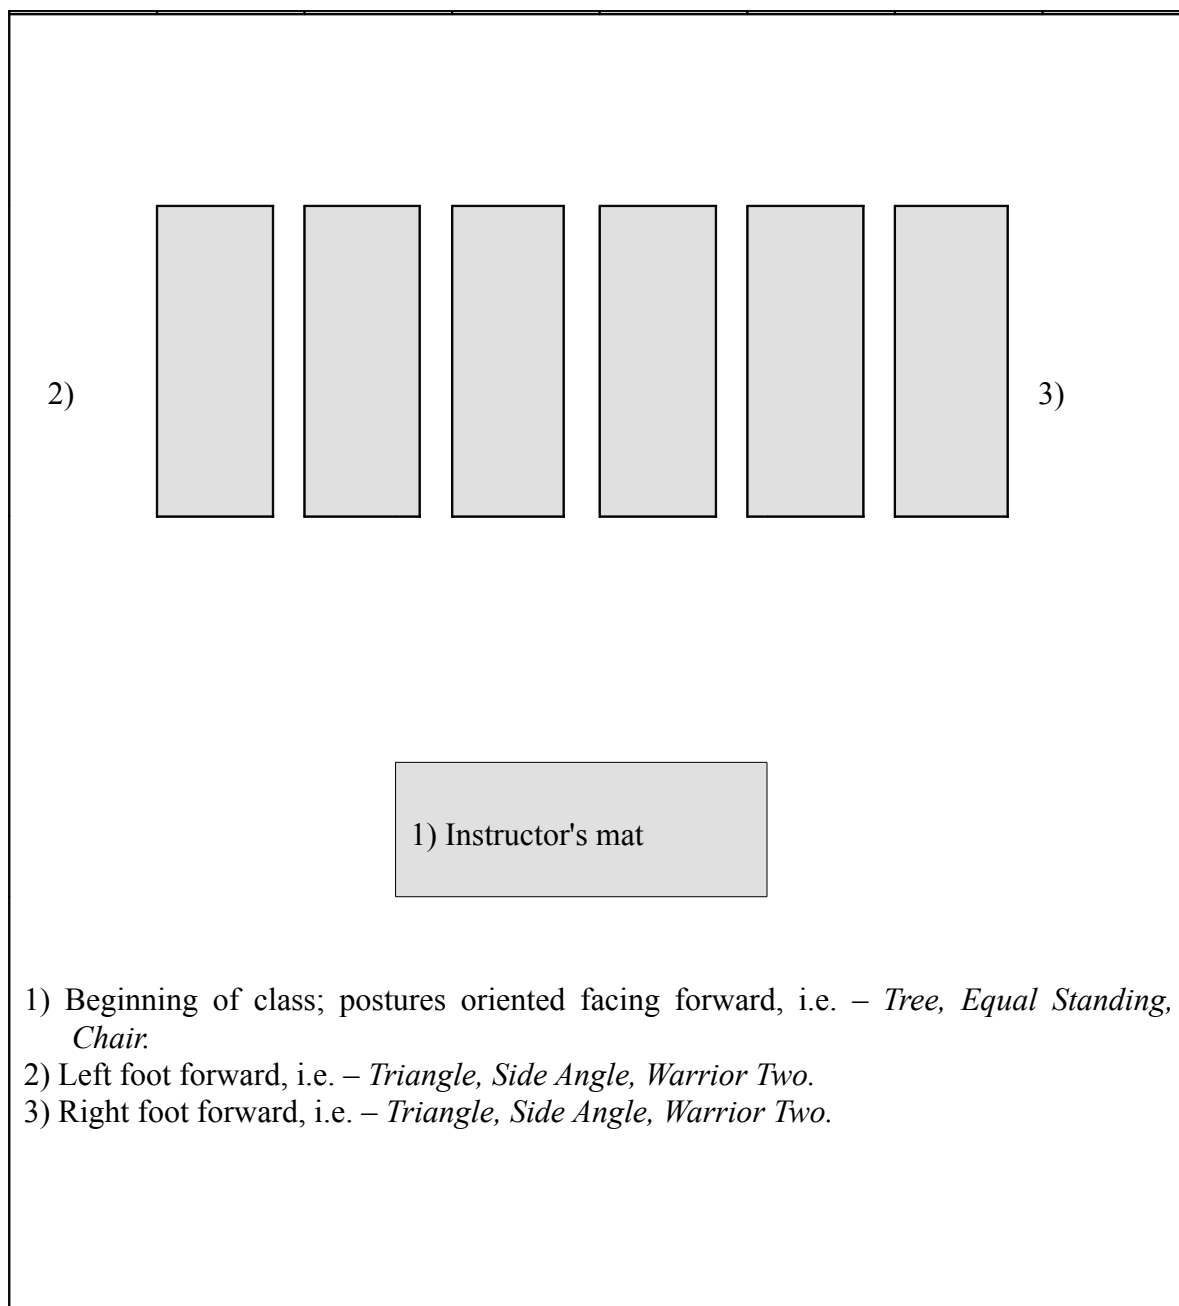 2)
3)
1) Instructor's mat
1) Beginning of class; postures oriented facing forward, i.e. – Tree, Equal Standing,
Chair.
2) Left foot forward, i.e. – Triangle, Side Angle, Warrior Two.
3) Right foot forward, i.e. – Triangle, Side Angle, Warrior Two.